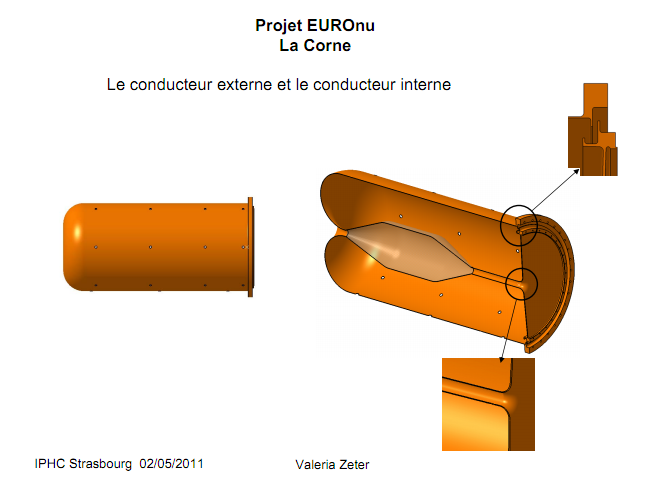 Projet EUROnu
La Corne
Le conducteur externe et le conducteur interne
IPHC Strasbourg 02/05/2011
Valeria Zeter